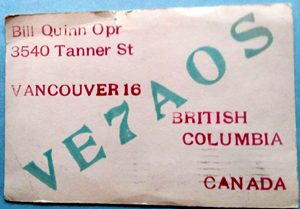 Bill Quinn Opr
3540 Tanner St
VANCOUVER 16
VE7AOS
BRITISH
COLUMBIA
CANADA